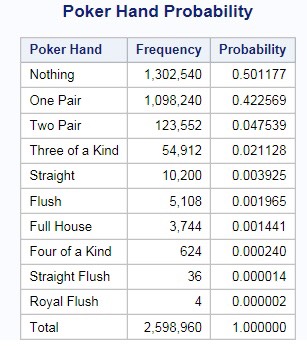 Poker Hand Probability
Poker Hand Frequency Probability
Nothing 1,302,540 0.501177
One Pair 1,098,240 0.422569
Two Pair 123,552 0.047539
Three of a Kind 54,912 0.021128
Straight 10,200 0.003925
Flush 5,108 0.001965
Full House 3,744 0.001441
Four of a Kind 624 0.000240
Straight Flush 36 0.000014
Royal Flush 4 0.000002
Total 2,598,960 1.000000